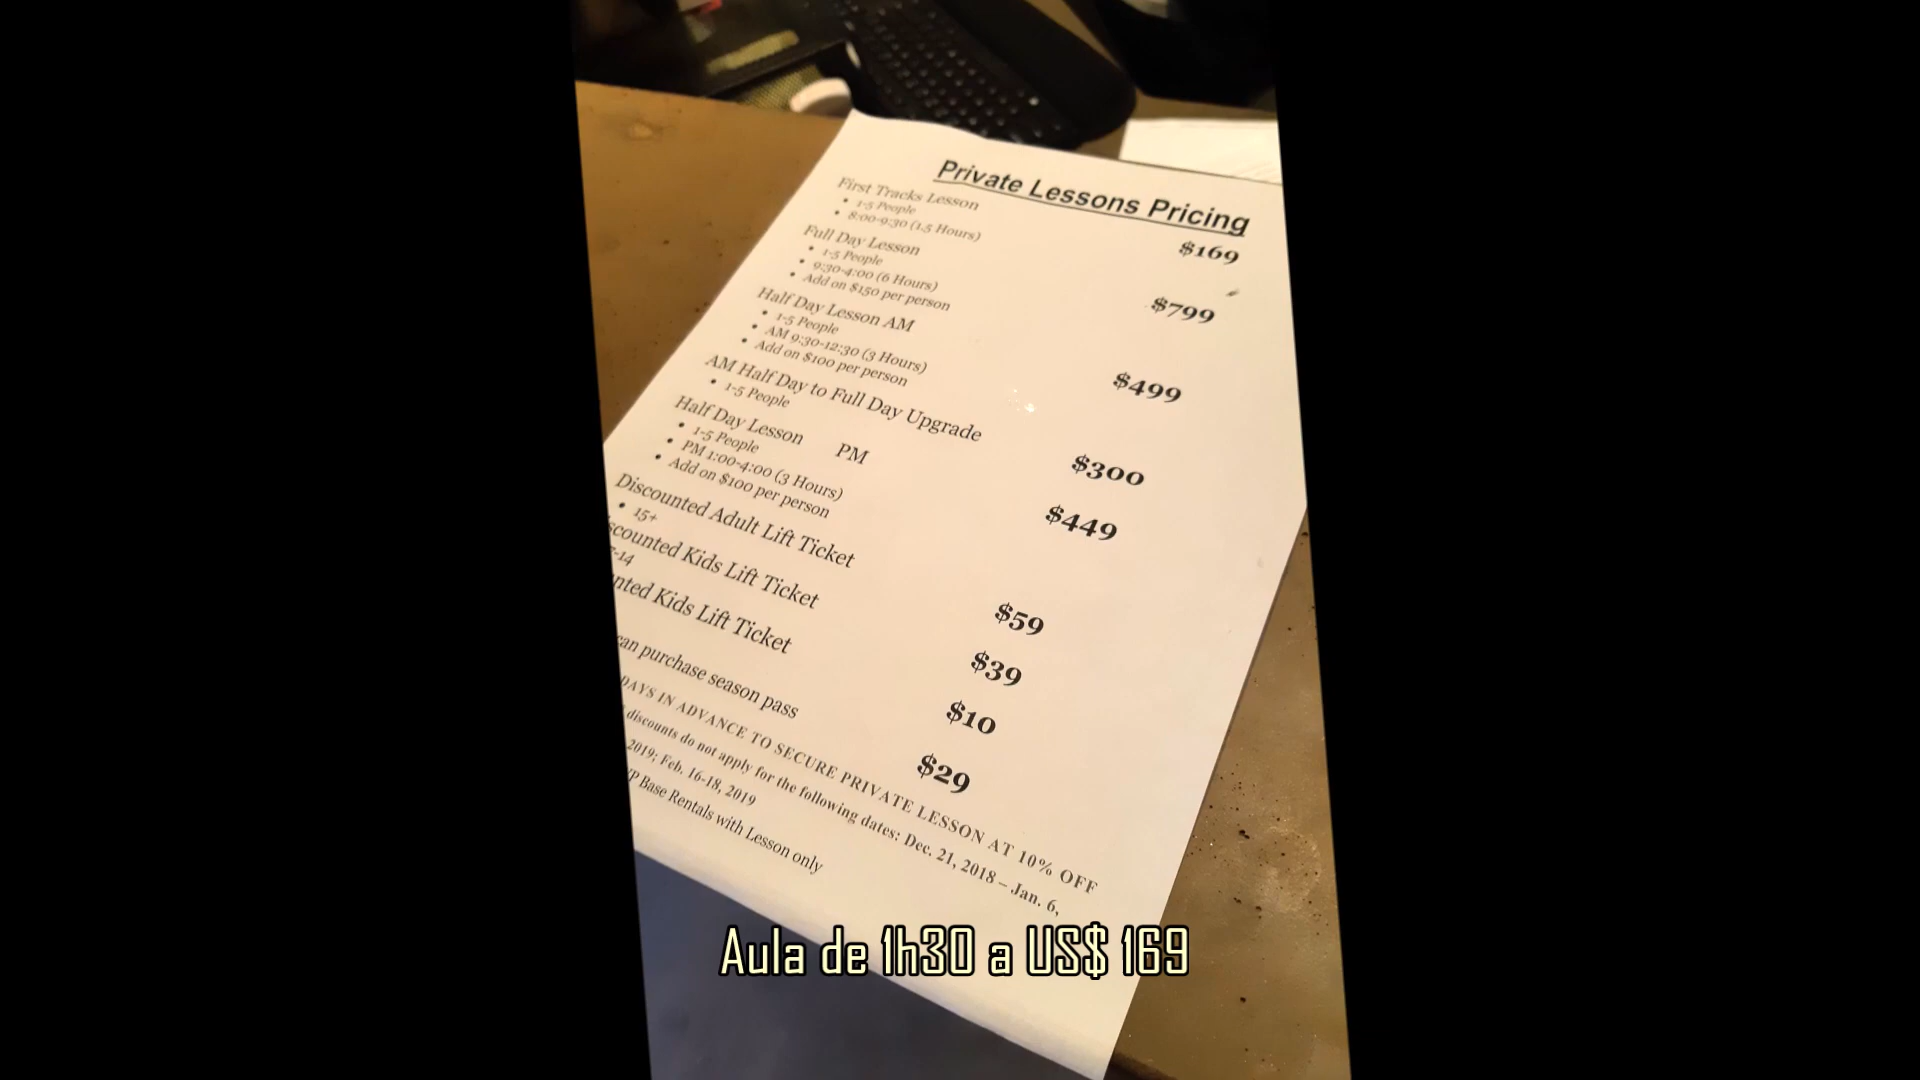 Private Lessons Pricing
First Tracks Lesson
• 1-5 People
• 8:00-9:30 (1.5 Hours)
$169
Full Day Lesson
• 1-5 People
• 9:30-4:00 (6 Hours)
• Add on $150 per person
$799
Half Day Lesson AM
• 1-5 People
• AM 9:30-12:30 (3 Hours)
• Add on $100 per person
$499
AM Half Day to Full Day Upgrade
• 1-5 People
$300
Half Day Lesson PM
• 1-5 People
• PM 1:00-4:00 (3 Hours)
• Add on $100 per person
$449
Discounted Adult Lift Ticket
• 15+
$59
scounted Kids Lift Ticket
7-14
$39
nted Kids Lift Ticket
$10
can purchase season pass
$29
DAYS IN ADVANCE TO SECURE PRIVATE LESSON AT 10% OFF
discounts do not apply for the following dates: Dec. 21, 2018 – Jan. 6,
2019; Feb. 16-18, 2019
Base Rentals with Lesson only
Aula de 1h30 a US$ 169